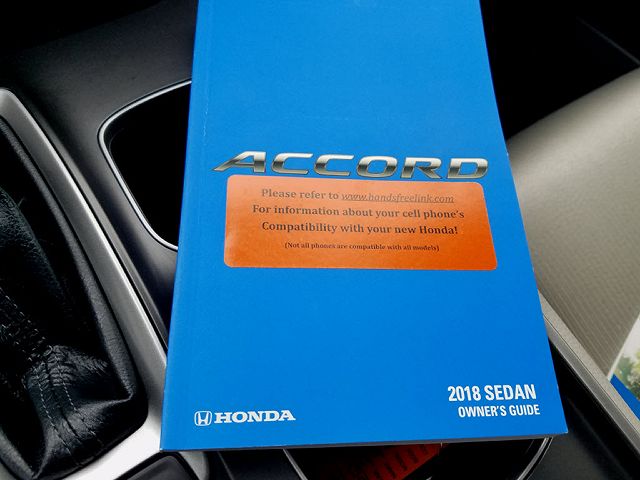 ACCORD
Please refer to www.handsfreelink.com
For information about your cell phone's
Compatibility with your new Honda!
(Not all phones are compatible with all models)
2018 SEDAN
OWNER'S GUIDE
HONDA